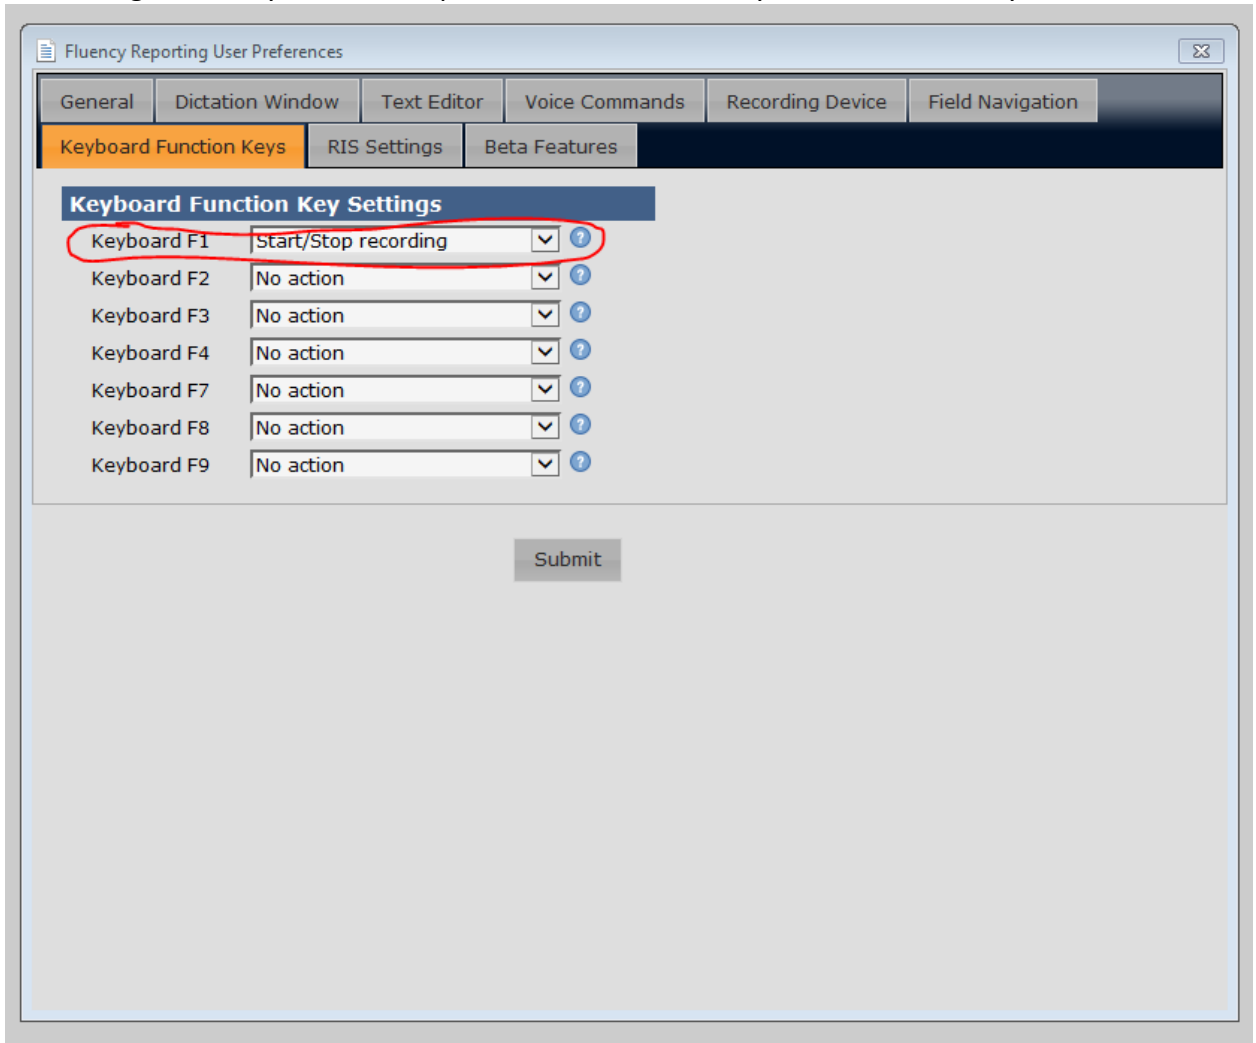 Fluency Reporting User Preferences
General Dictation Window Text Editor Voice Commands Recording Device Field Navigation
Keyboard Function Keys RIS Settings Beta Features
Keyboard Function Key Settings
Keyboard F1 Start/Stop recording ?
Keyboard F2 No action ?
Keyboard F3 No action ?
Keyboard F4 No action ?
Keyboard F7 No action ?
Keyboard F8 No action ?
Keyboard F9 No action ?
Submit